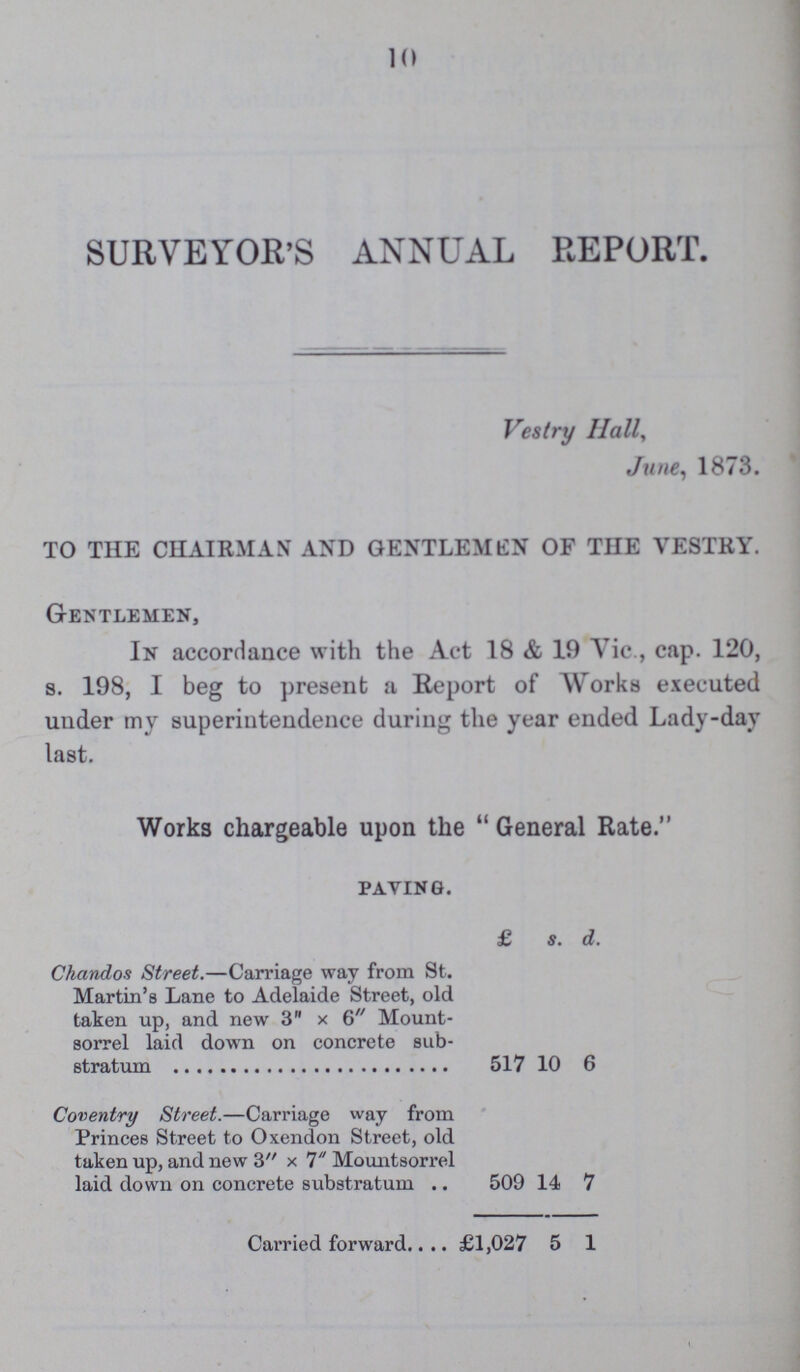 10
SURVEYOR'S ANNUAL REPORT.
Vestry Hall,
June, 1873.
TO THE CHAIRMAN AND GENTLEMEN OF THE VESTRY.
GENTLEMEN,
IN accordance with the Act 18 & 19 Vic., cap. 120,
s. 198, I beg to present a Report of Works executed
under my superintendence during the year ended Lady-day
last.
Works chargeable upon the "General Rate."
PAVING.
£ s. d.
Chandos Street.—Carriage way from St.
Martin's Lane to Adelaide Street, old
taken up, and new 3" x 6" Mount-
sorrel laid down on concrete sub-
stratum .......................... 517 10 6
Coventry Street.—Carriage way from
Princes Street to Oxendon Street, old
taken up, and new 3" x 7" Mountsorrel
laid down on concrete substratum .. 509 14 7
Carried forward.... £1,027 5 1